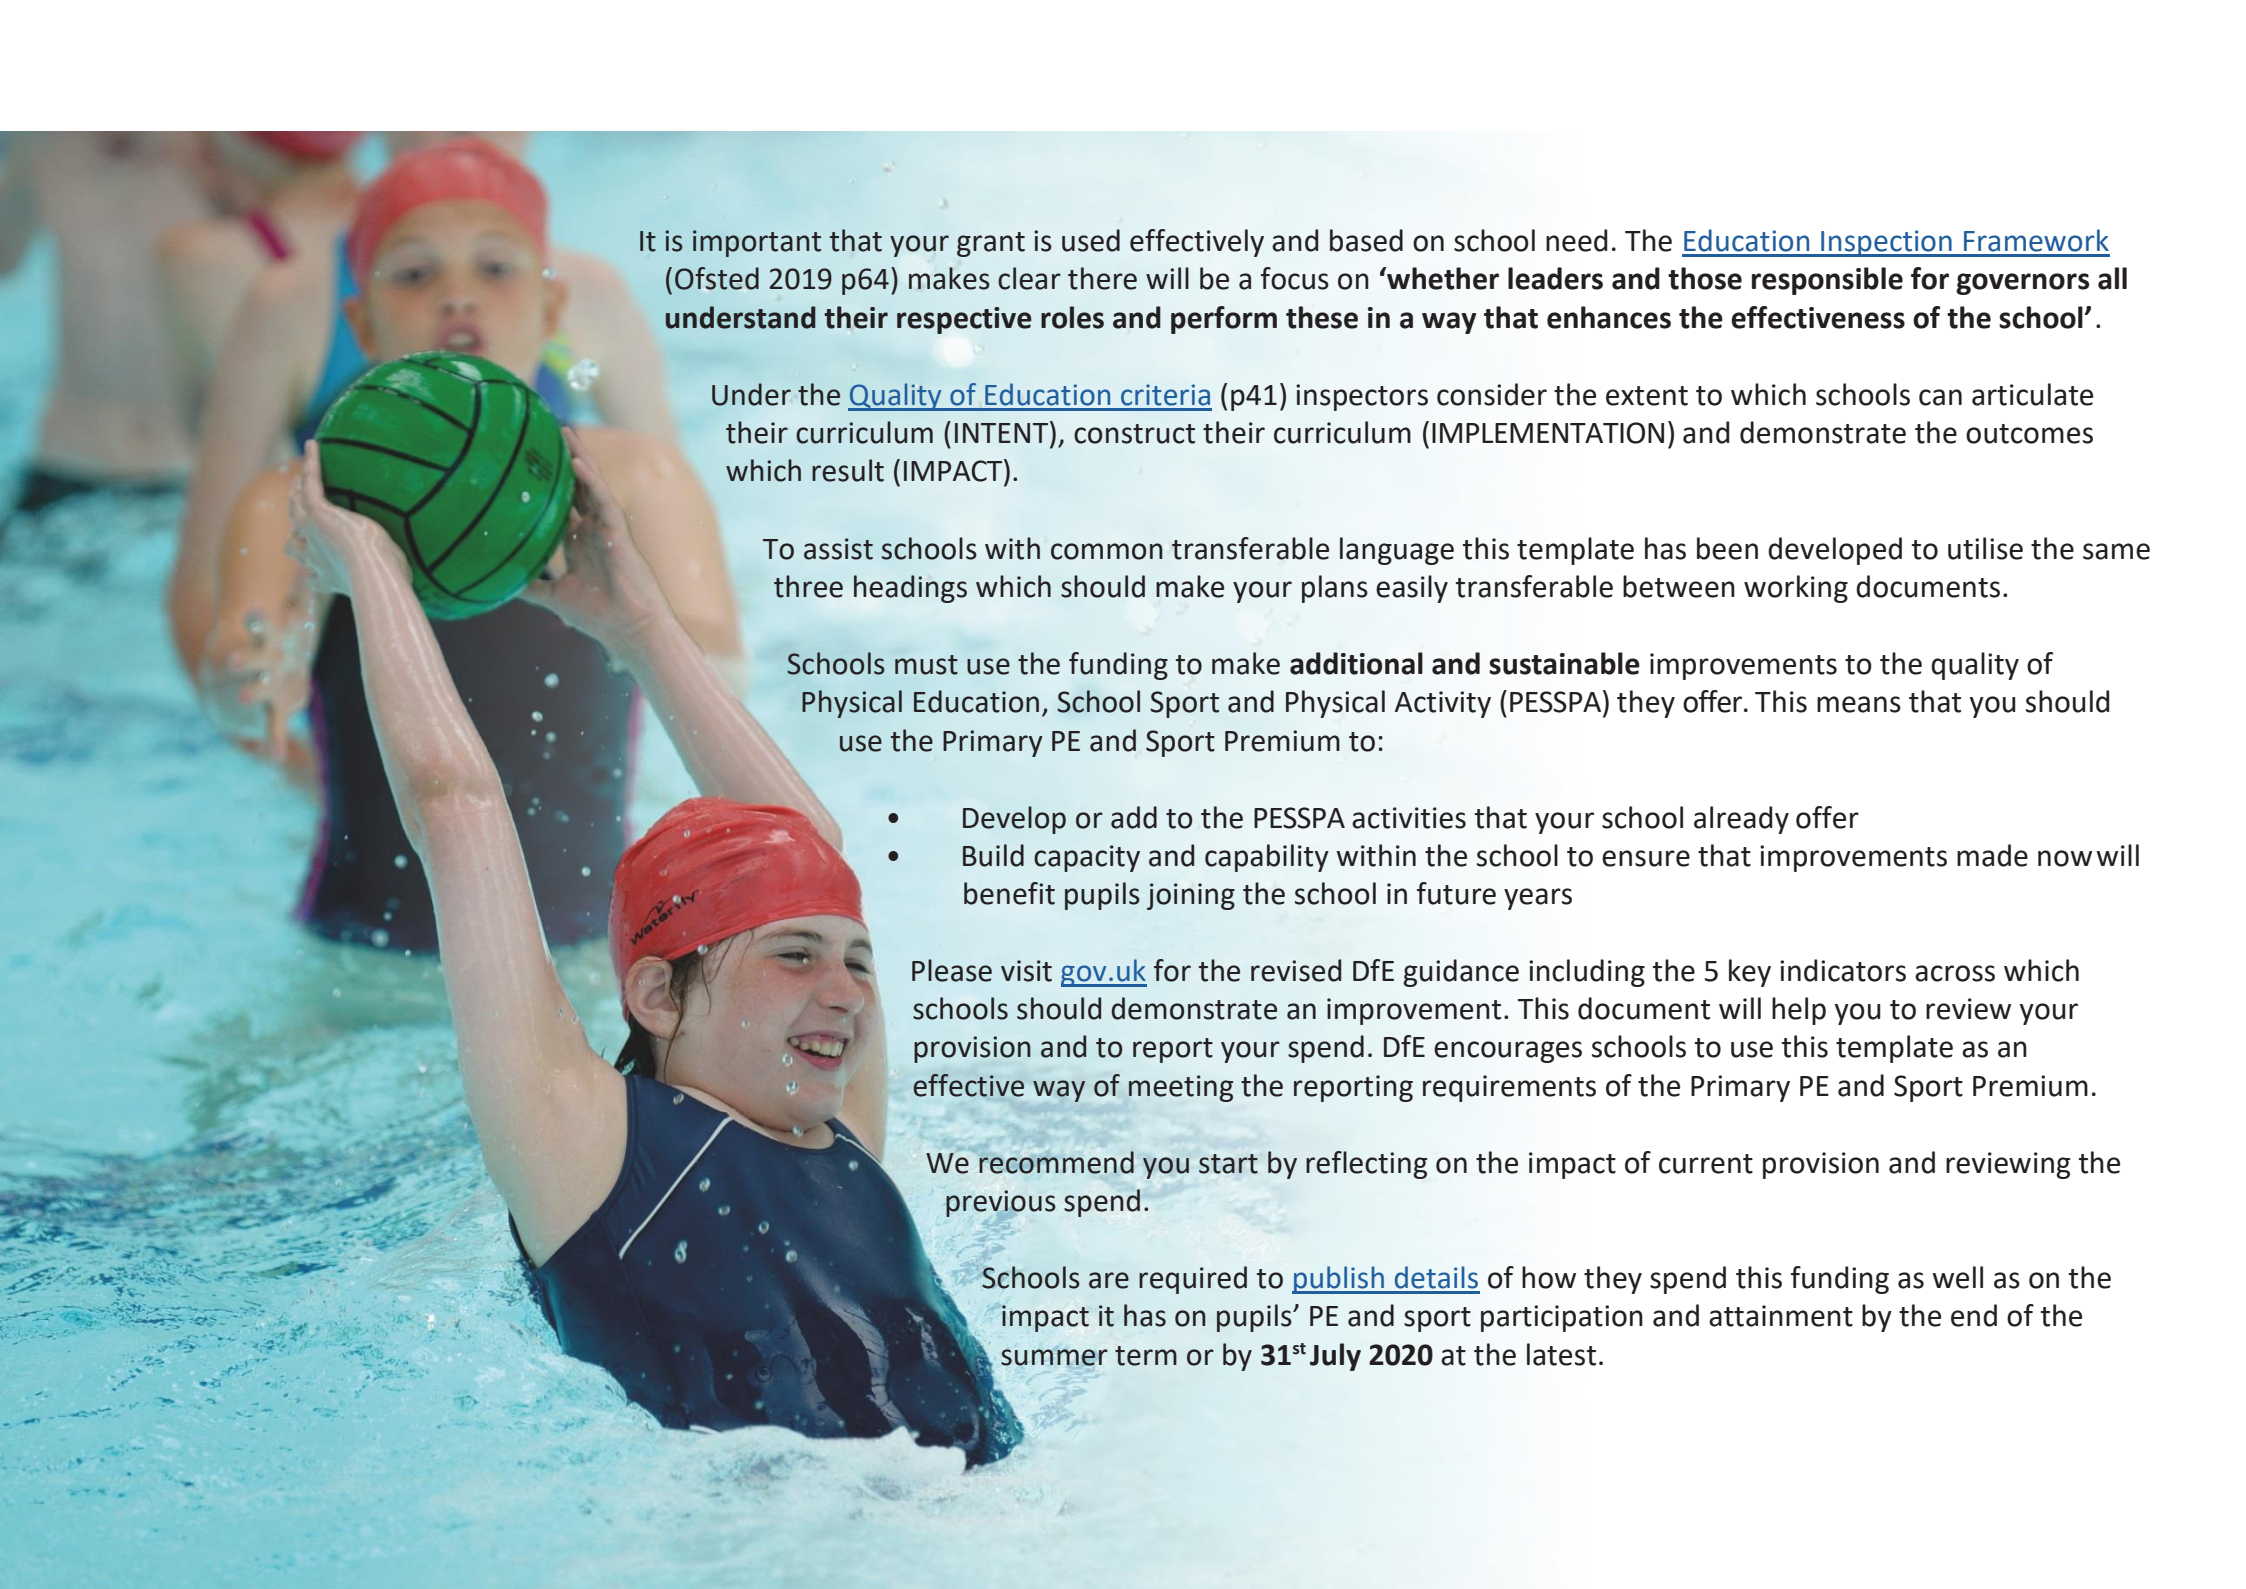 It is important that your grant is used effectively and based on school need. The Education Inspection Framework
(Ofsted 2019 p64) makes clear there will be a focus on ‘whether leaders and those responsible for governors all
understand their respective roles and perform these in a way that enhances the effectiveness of the school’.
Under the Quality of Education criteria (p41) inspectors consider the extent to which schools can articulate
their curriculum (INTENT), construct their curriculum (IMPLEMENTATION) and demonstrate the outcomes
which result (IMPACT).
To assist schools with common transferable language this template has been developed to utilise the same
three headings which should make your plans easily transferable between working documents.
Schools must use the funding to make additional and sustainable improvements to the quality of
Physical Education, School Sport and Physical Activity (PESSPA) they offer. This means that you should
use the Primary PE and Sport Premium to:
• Develop or add to the PESSPA activities that your school already offer
• Build capacity and capability within the school to ensure that improvements made now will
benefit pupils joining the school in future years
Please visit gov.uk for the revised DfE guidance including the 5 key indicators across which
schools should demonstrate an improvement. This document will help you to review your
provision and to report your spend. DfE encourages schools to use this template as an
effective way of meeting the reporting requirements of the Primary PE and Sport Premium.
We recommend you start by reflecting on the impact of current provision and reviewing the
previous spend.
Schools are required to publish details of how they spend this funding as well as on the
impact it has on pupils’ PE and sport participation and attainment by the end of the
summer term or by 31st July 2020 at the latest.